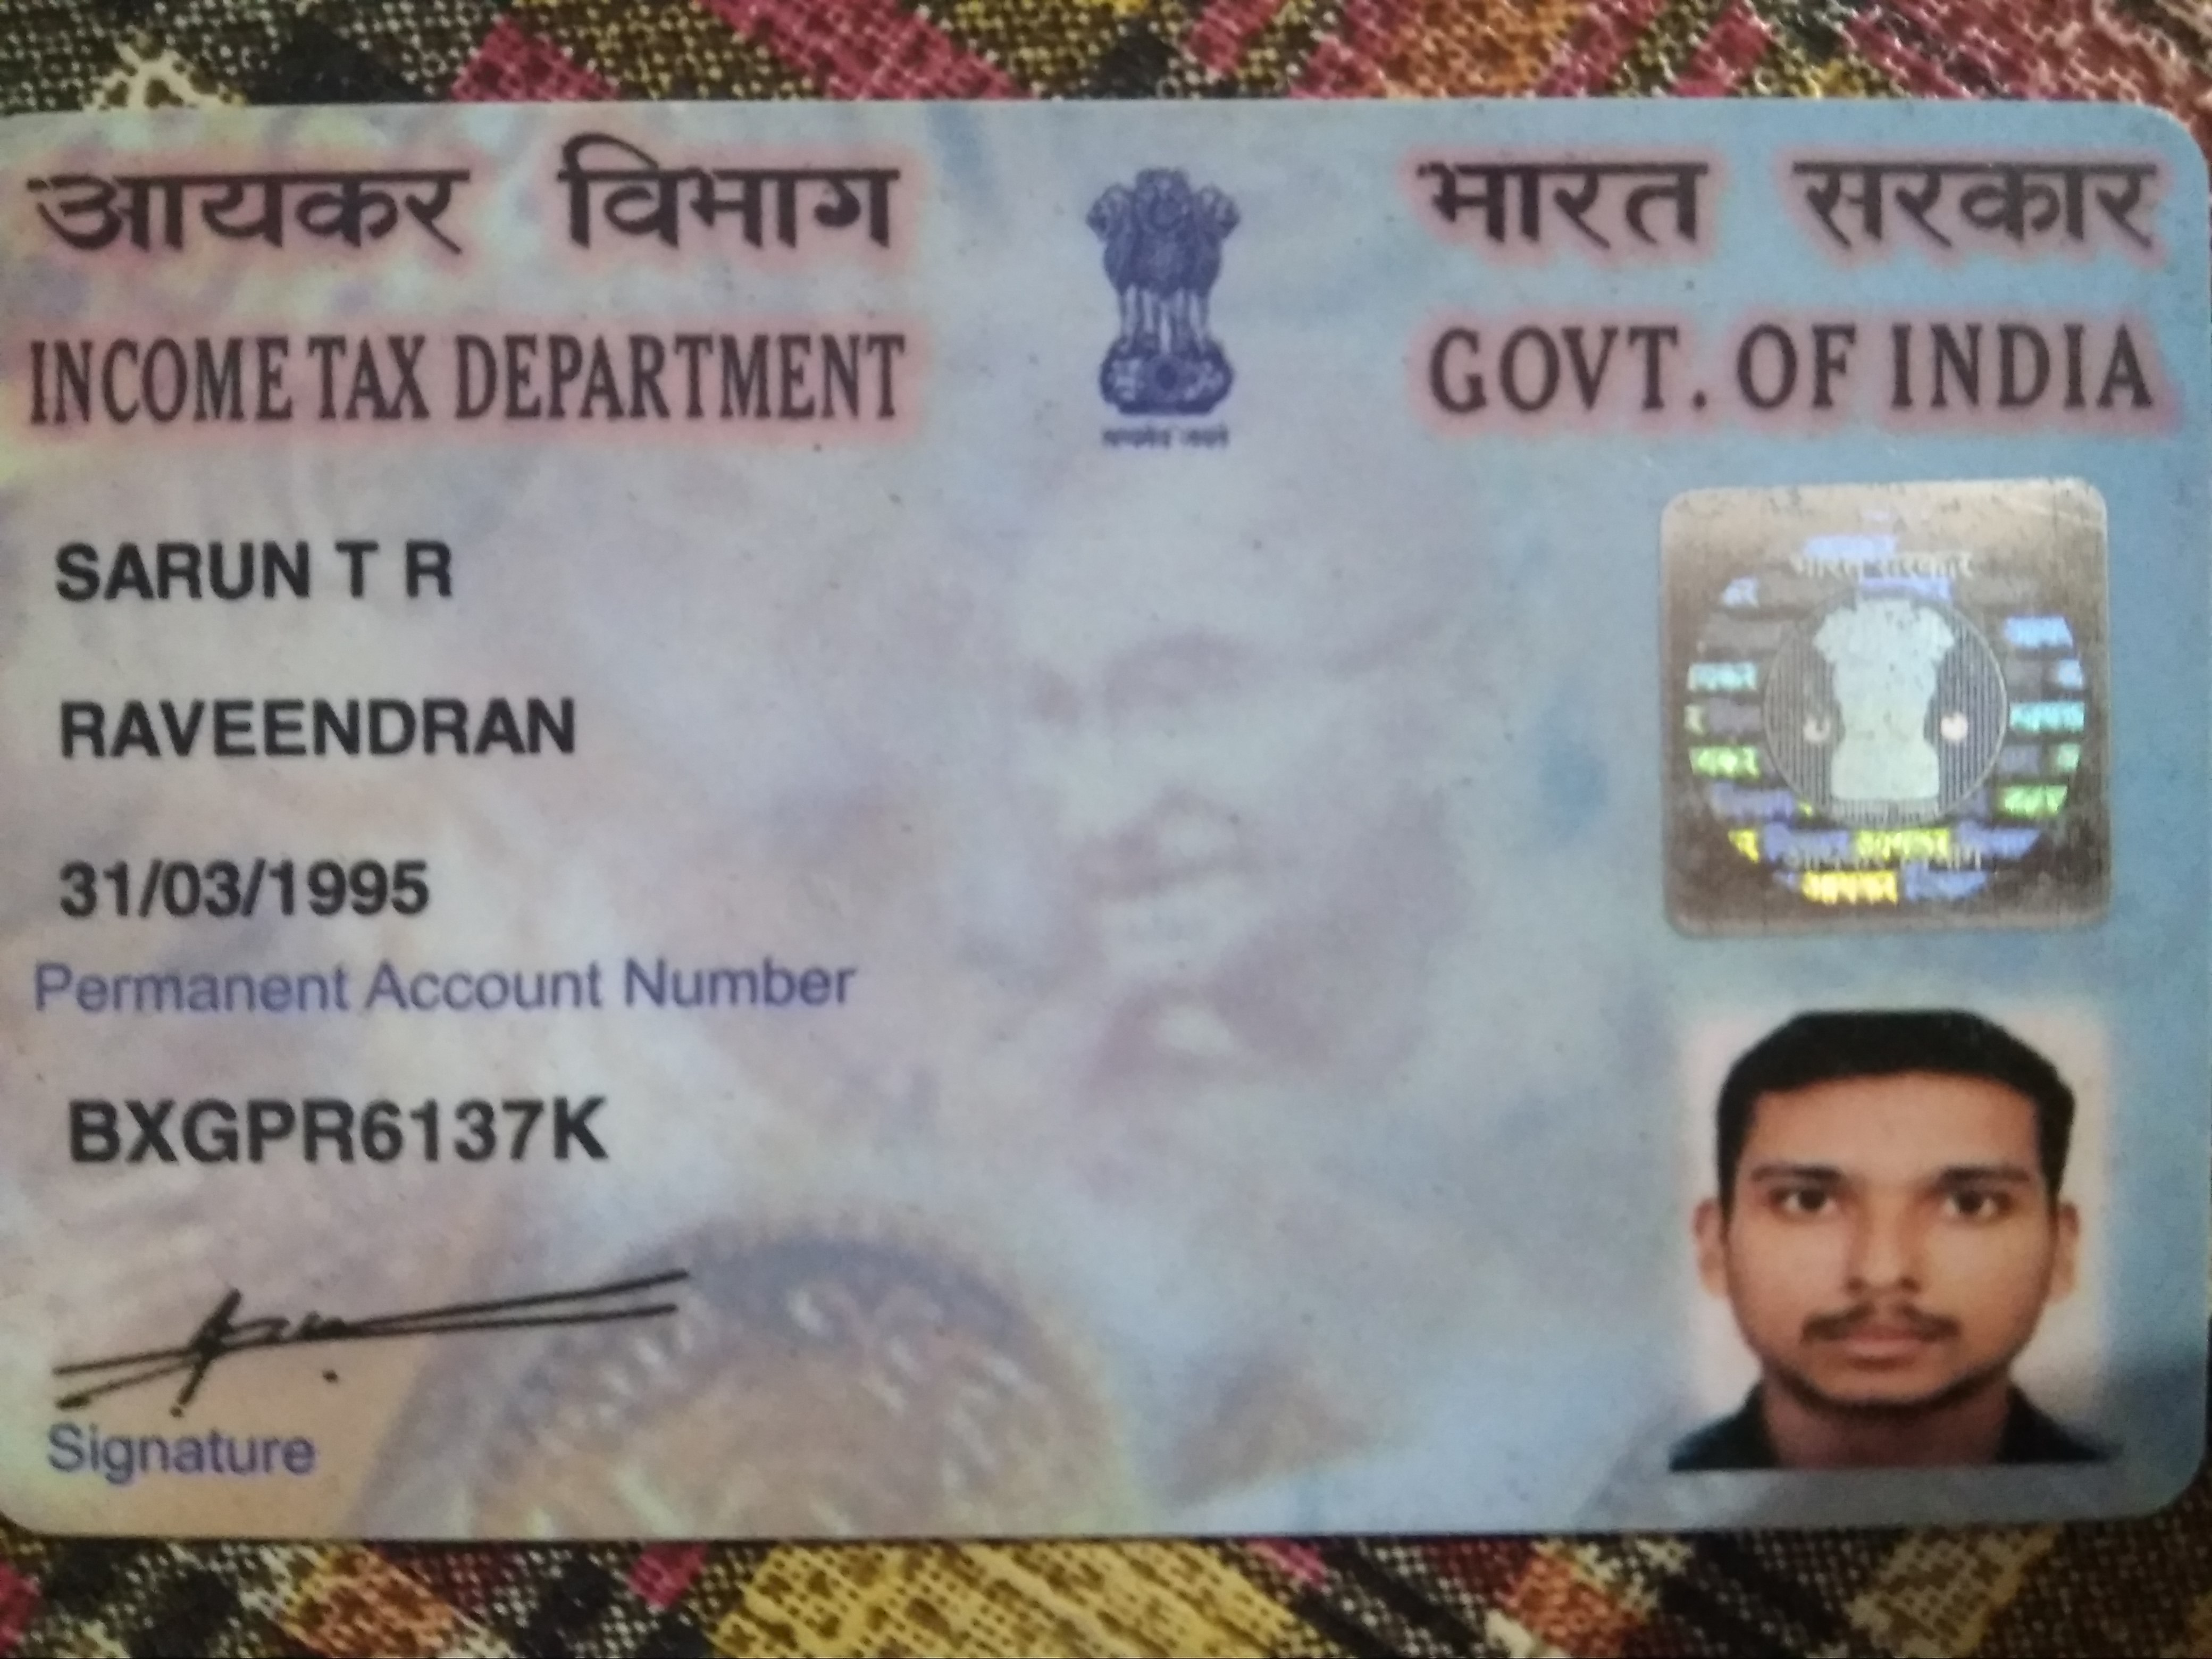 आयकर विभाग
भारत सरकार
INCOME TAX DEPARTMENT
GOVT. OF INDIA
सत्यमेव जयते
SARUN T R
RAVEENDRAN
31/03/1995
Permanent Account Number
BXGPR6137K
Signature